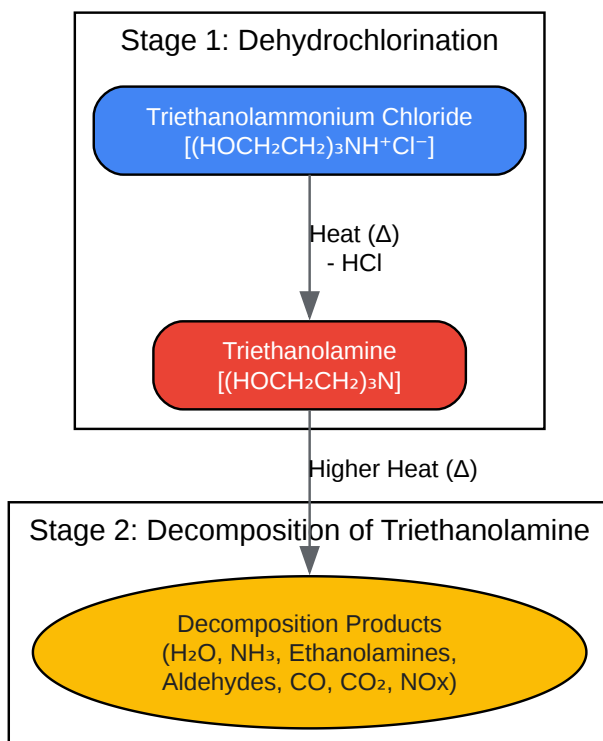 Stage 1: Dehydrochlorination
Triethanolammonium Chloride
[(HOCH₂CH₂)₃NH⁺Cl⁻]
Heat (Δ)
- HCl
Triethanolamine
[(HOCH₂CH₂)₃N]
Higher Heat (Δ)
Stage 2: Decomposition of Triethanolamine
Decomposition Products
(H₂O, NH₃, Ethanolamines,
Aldehydes, CO, CO₂, NOx)